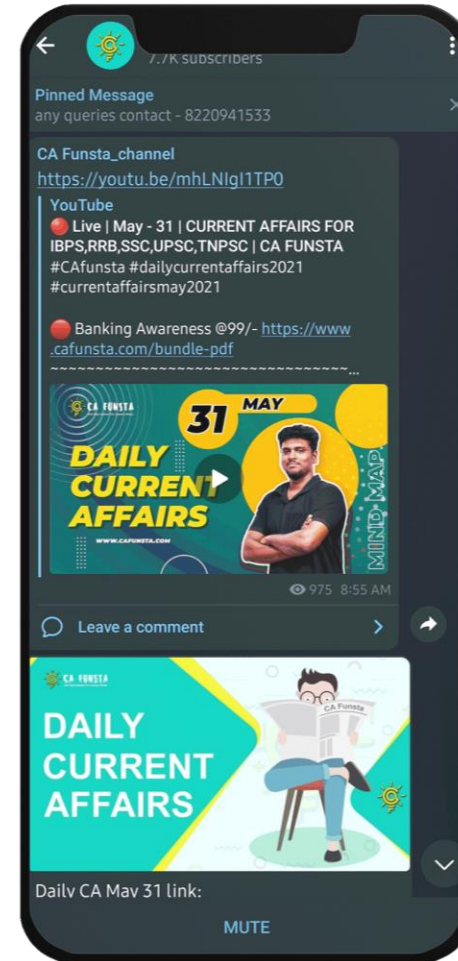 7.7K subscribers
Pinned Message
any queries contact - 8220941533
CA Funsta_channel
https://youtu.be/mhLNIgI1TP0
YouTube
🔴 Live | May - 31 | CURRENT AFFAIRS FOR
IBPS,RRB,SSC,UPSC,TNPSC | CA FUNSTA
#CAfunsta #dailycurrentaffairs2021
#currentaffairsmay2021
🔴 Banking Awareness @99/- https://www
.cafunsta.com/bundle-pdf
~~~~~~~~~~~~~~~~~~~~~~~~~~~~~~~~~...
CA FUNSTA
31 MAY
DAILY
CURRENT
AFFAIRS
WWW.CAFUNSTA.COM
MIND MAP
975 8:55 AM
Leave a comment
CA FUNSTA
CA Funsta
DAILY
CURRENT
AFFAIRS
Daily CA May 31 link:
MUTE